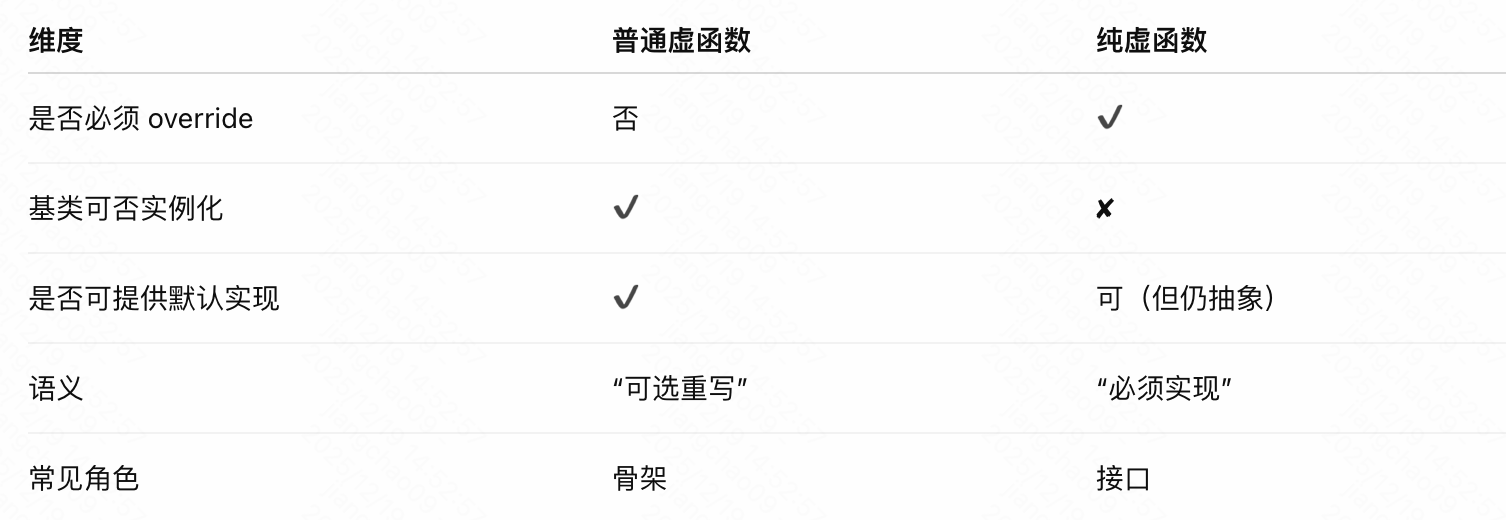 维度 普通虚函数 纯虚函数
是否必须 override 否 ✔
基类可否实例化 ✔ ✘
是否可提供默认实现 ✔ 可（但仍抽象）
语义 “可选重写” “必须实现”
常见角色 骨架 接口